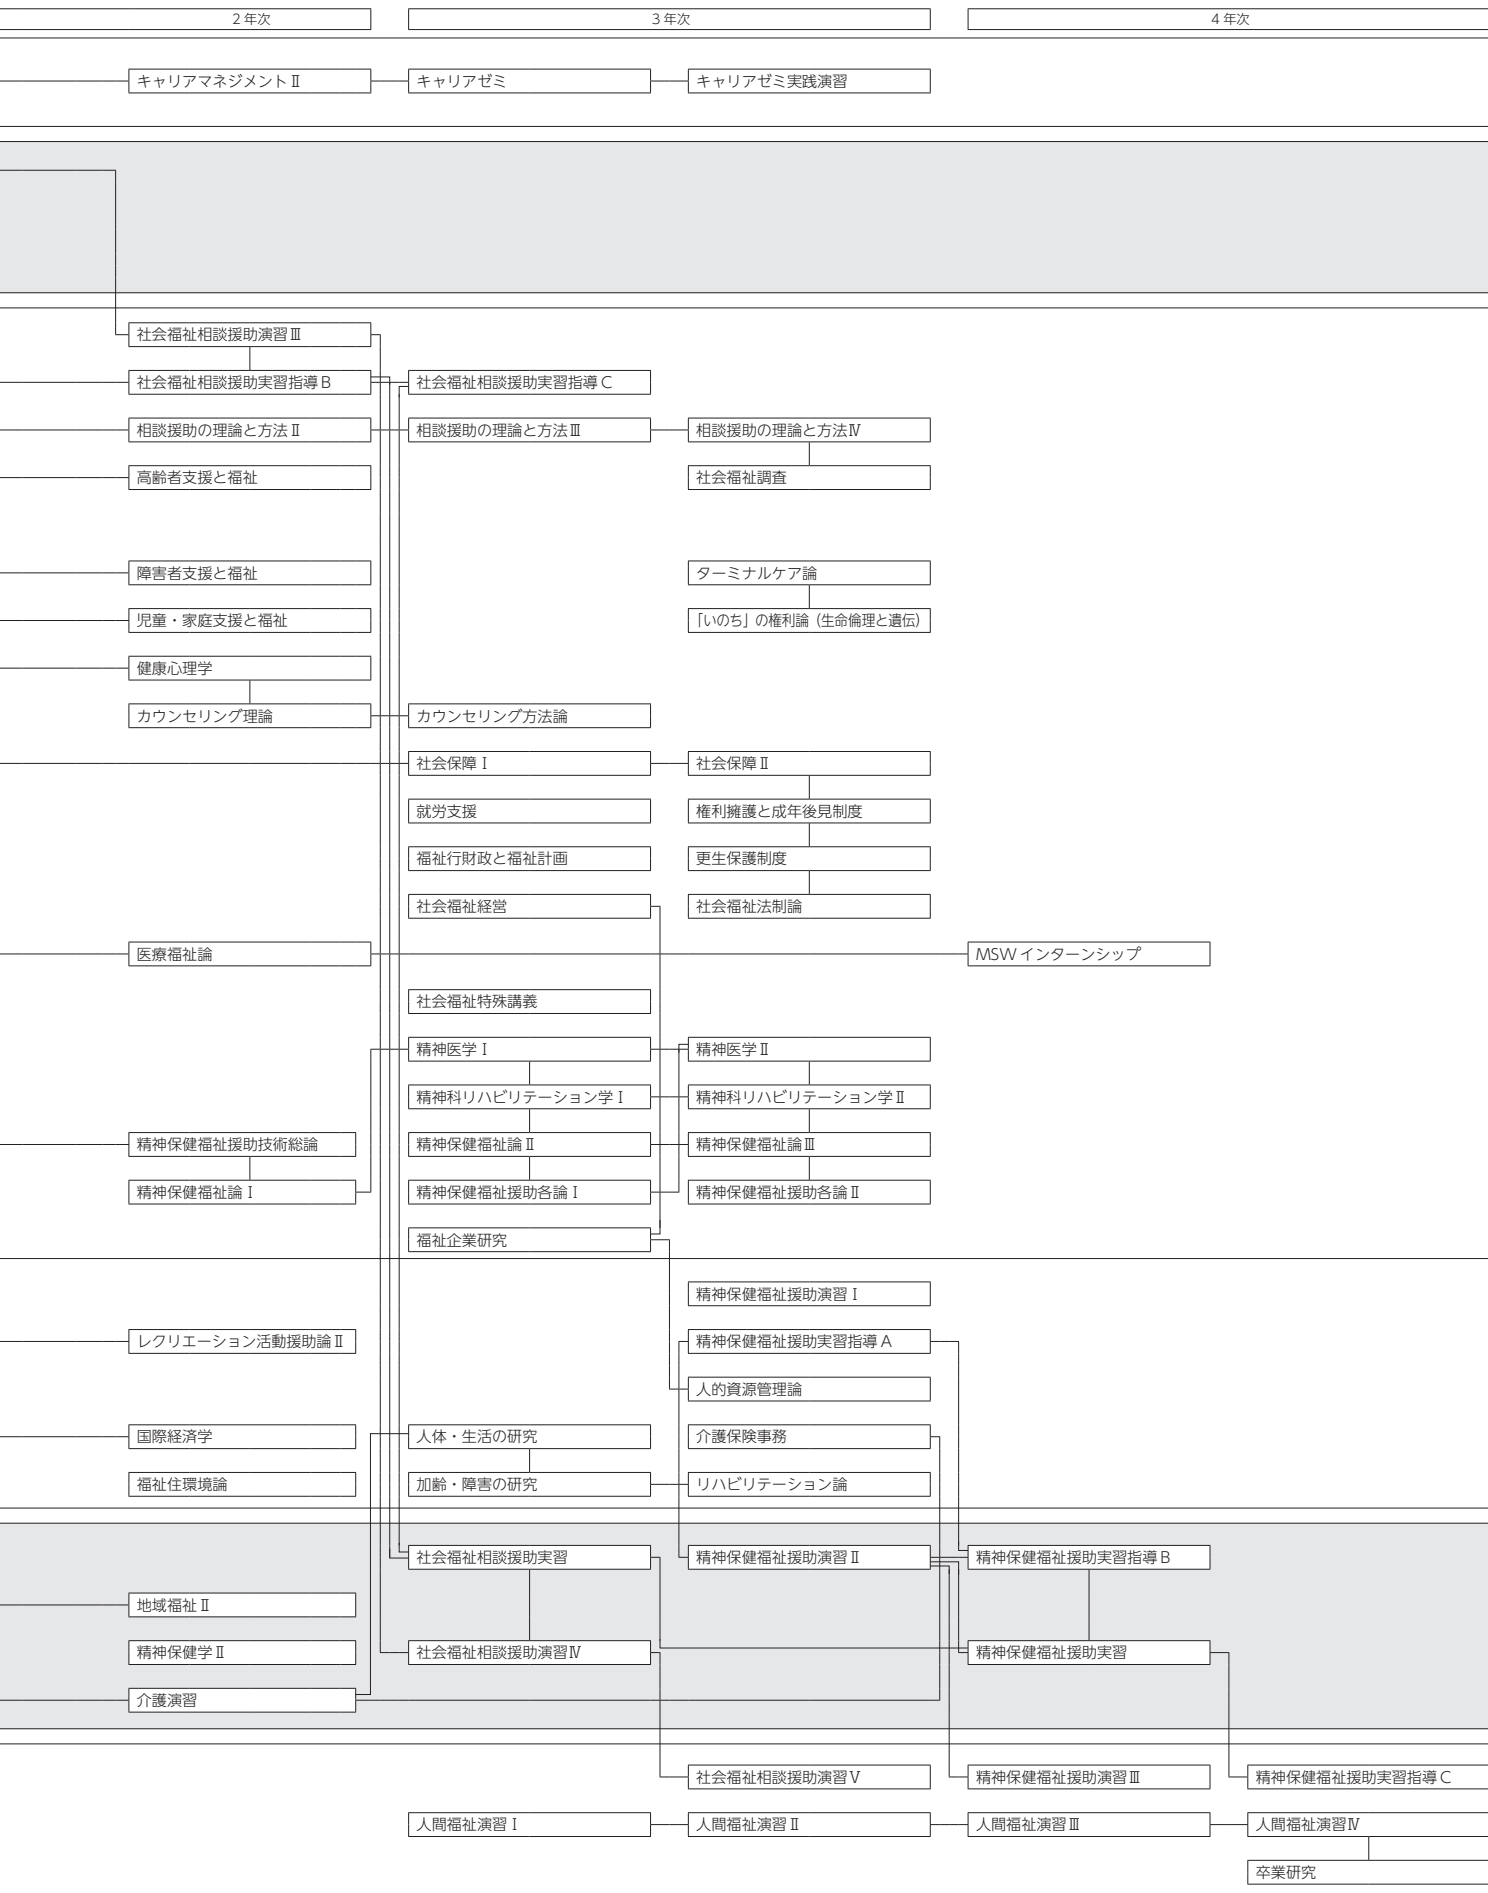 2年次 3年次 4年次
キャリアマネジメントⅡ キャリアゼミ キャリアゼミ実践演習
社会福祉相談援助演習Ⅲ
社会福祉相談援助実習指導B 社会福祉相談援助実習指導C
相談援助の理論と方法Ⅱ 相談援助の理論と方法Ⅲ 相談援助の理論と方法Ⅳ
高齢者支援と福祉 社会福祉調査
障害者支援と福祉 ターミナルケア論
児童・家庭支援と福祉 「いのち」の権利論（生命倫理と遺伝）
健康心理学
カウンセリング理論 カウンセリング方法論
社会保障Ⅰ 社会保障Ⅱ
就労支援 権利擁護と成年後見制度
福祉行財政と福祉計画 更生保護制度
社会福祉経営 社会福祉法制論
医療福祉論 MSWインターンシップ
社会福祉特殊講義
精神医学Ⅰ 精神医学Ⅱ
精神科リハビリテーション学Ⅰ 精神科リハビリテーション学Ⅱ
精神保健福祉援助技術総論 精神保健福祉論Ⅱ 精神保健福祉論Ⅲ
精神保健福祉論Ⅰ 精神保健福祉援助各論Ⅰ 精神保健福祉援助各論Ⅱ
福祉企業研究
精神保健福祉援助演習Ⅰ
レクリエーション活動援助論Ⅱ 精神保健福祉援助実習指導A
人的資源管理論
国際経済学 人体・生活の研究 介護保険事務
福祉住環境論 加齢・障害の研究 リハビリテーション論
社会福祉相談援助実習 精神保健福祉援助演習Ⅱ 精神保健福祉援助実習指導B
地域福祉Ⅱ
精神保健学Ⅱ 社会福祉相談援助演習Ⅳ 精神保健福祉援助実習
介護演習
社会福祉相談援助演習Ⅴ 精神保健福祉援助演習Ⅲ 精神保健福祉援助実習指導C
人間福祉演習Ⅰ 人間福祉演習Ⅱ 人間福祉演習Ⅲ 人間福祉演習Ⅳ
卒業研究